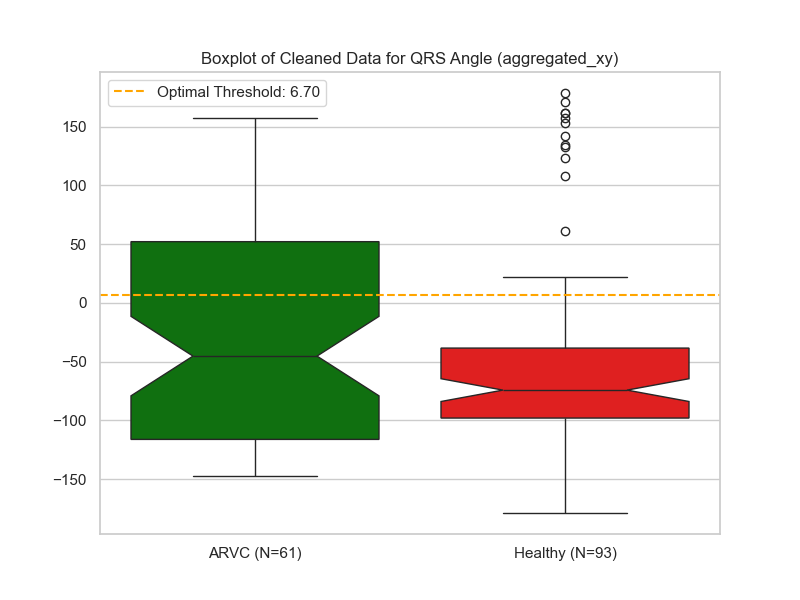 Boxplot of Cleaned Data for QRS Angle (aggregated_xy)
Optimal Threshold: 6.70
150
100
50
0
−50
−100
−150
ARVC (N=61)
Healthy (N=93)